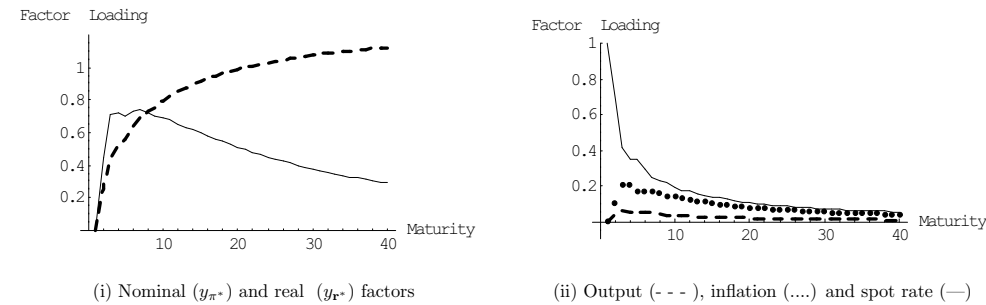 Factor Loading
1
0.8
0.6
0.4
0.2
10 20 30 40
Maturity
(i) Nominal (y_{π*}) and real (y_{r*}) factors
Factor Loading
1
0.8
0.6
0.4
0.2
10 20 30 40
Maturity
(ii) Output (- - - ), inflation (....) and spot rate (—)